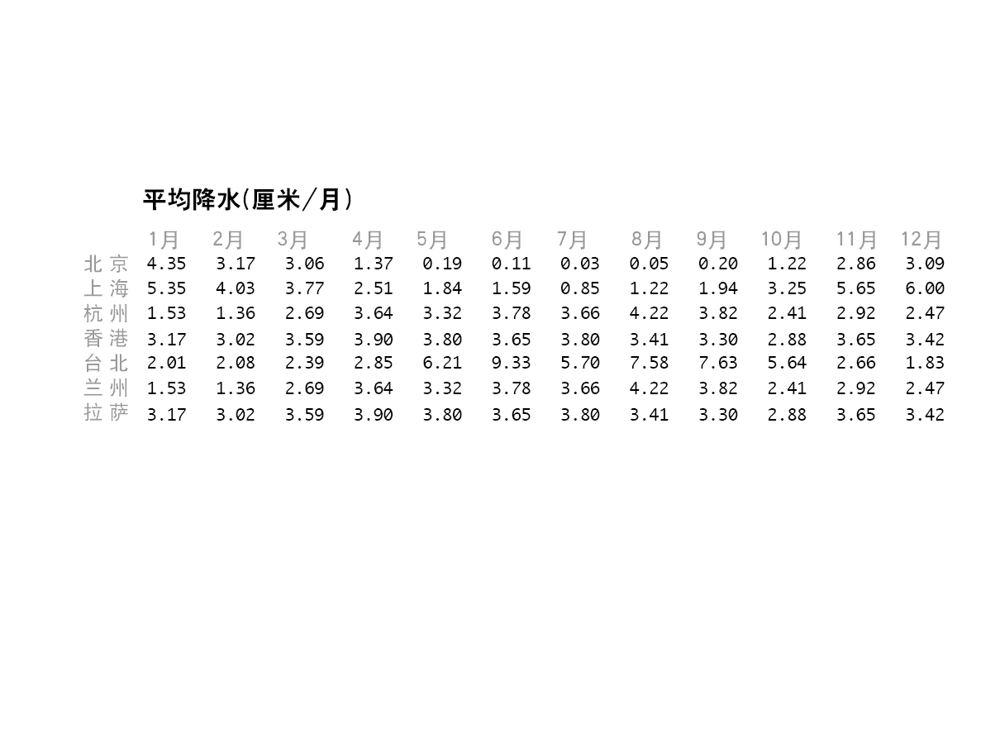 平均降水(厘米/月)
1月 2月 3月 4月 5月 6月 7月 8月 9月 10月 11月 12月
北京 4.35 3.17 3.06 1.37 0.19 0.11 0.03 0.05 0.20 1.22 2.86 3.09
上海 5.35 4.03 3.77 2.51 1.84 1.59 0.85 1.22 1.94 3.25 5.65 6.00
杭州 1.53 1.36 2.69 3.64 3.32 3.78 3.66 4.22 3.82 2.41 2.92 2.47
香港 3.17 3.02 3.59 3.90 3.80 3.65 3.80 3.41 3.30 2.88 3.65 3.42
台北 2.01 2.08 2.39 2.85 6.21 9.33 5.70 7.58 7.63 5.64 2.66 1.83
兰州 1.53 1.36 2.69 3.64 3.32 3.78 3.66 4.22 3.82 2.41 2.92 2.47
拉萨 3.17 3.02 3.59 3.90 3.80 3.65 3.80 3.41 3.30 2.88 3.65 3.42